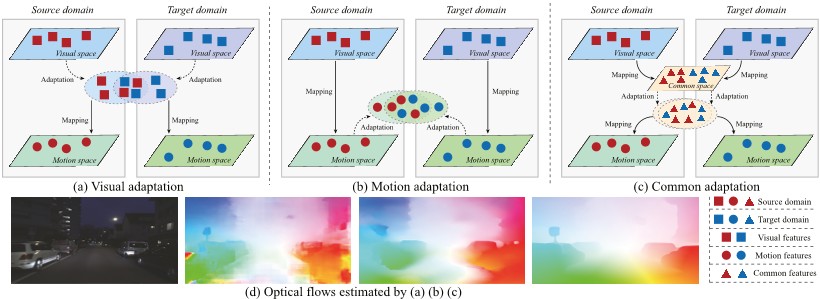 Source domain
Target domain
Visual space
Visual space
Adaptation
Adaptation
Mapping
Mapping
Motion space
Motion space
(a) Visual adaptation
Source domain
Target domain
Visual space
Visual space
Mapping
Mapping
Adaptation
Adaptation
Motion space
Motion space
(b) Motion adaptation
Source domain
Target domain
Visual space
Visual space
Mapping
Mapping
Common space
Adaptation
Adaptation
Mapping
Mapping
Motion space
Motion space
(c) Common adaptation
(d) Optical flows estimated by (a) (b) (c)
Source domain
Target domain
Visual features
Motion features
Common features